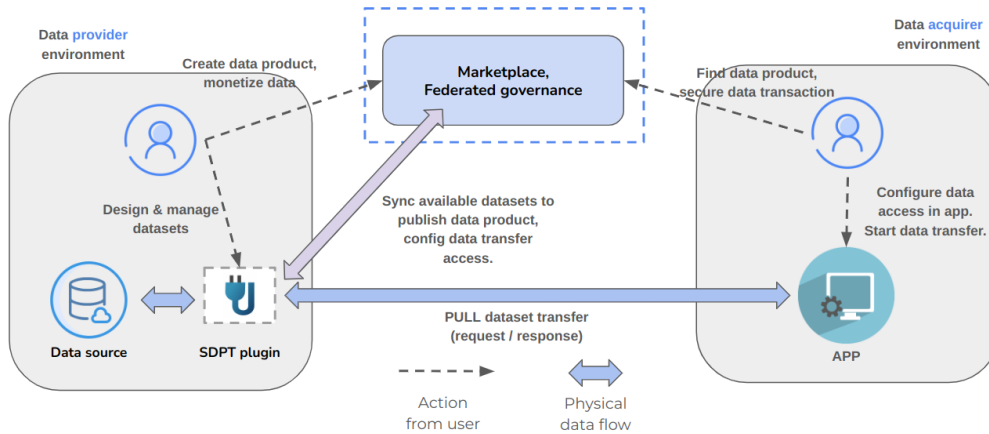 Data provider
environment
Data acquirer
environment
Create data product,
monetize data
Marketplace,
Federated governance
Find data product,
secure data transaction
Design & manage
datasets
Sync available datasets to
publish data product,
config data transfer
access.
Configure data
access in app.
Start data transfer.
PULL dataset transfer
(request / response)
Data source
SDPT plugin
APP
Action
from user
Physical
data flow